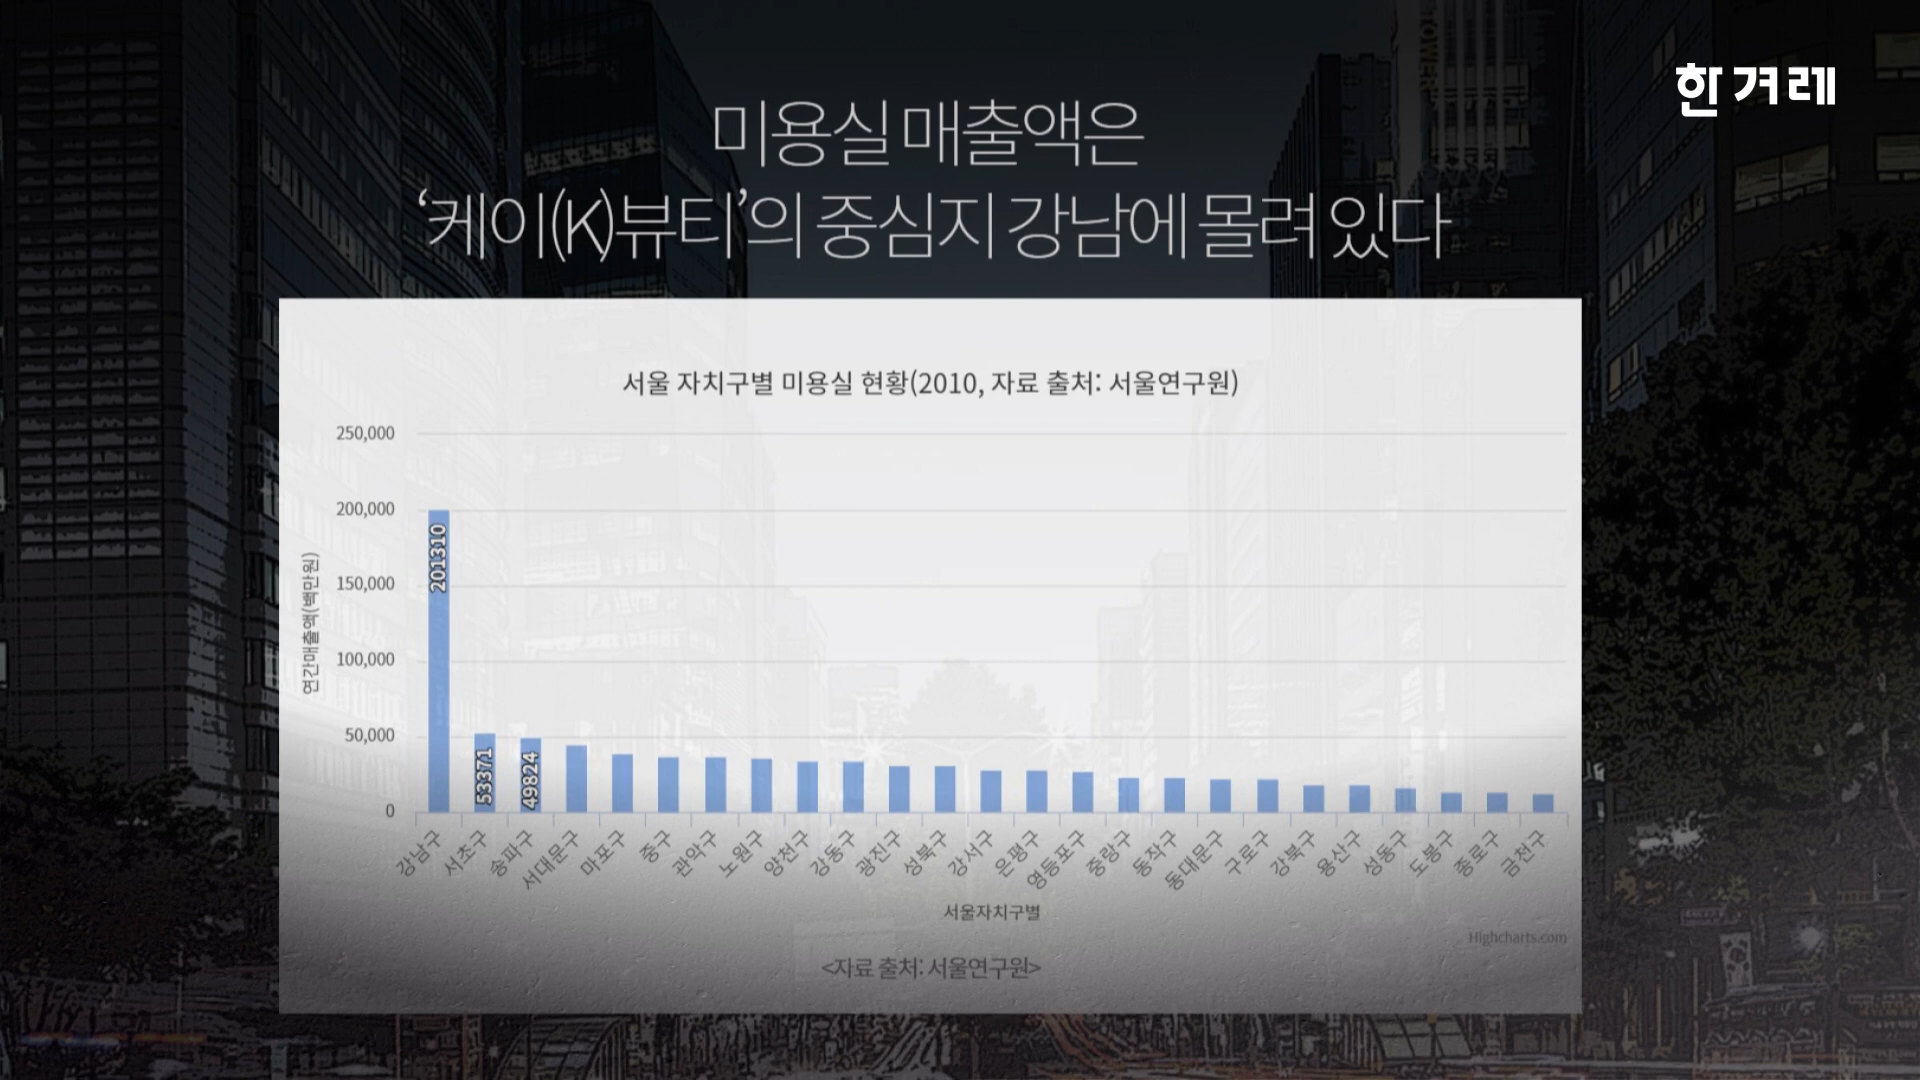 한겨레
미용실 매출액은
‘케이(K)뷰티’의 중심지 강남에 몰려 있다
서울 자치구별 미용실 현황(2010, 자료 출처: 서울연구원)
연간매출액(백만원)
250,000
200,000
150,000
100,000
50,000
0
201310
53371
49824
강남구
서초구
송파구
서대문구
마포구
중구
관악구
노원구
양천구
강동구
광진구
성북구
강서구
은평구
영등포구
중랑구
동작구
동대문구
구로구
강북구
용산구
성동구
도봉구
종로구
금천구
서울자치구별
Highcharts.com
<자료 출처: 서울연구원>